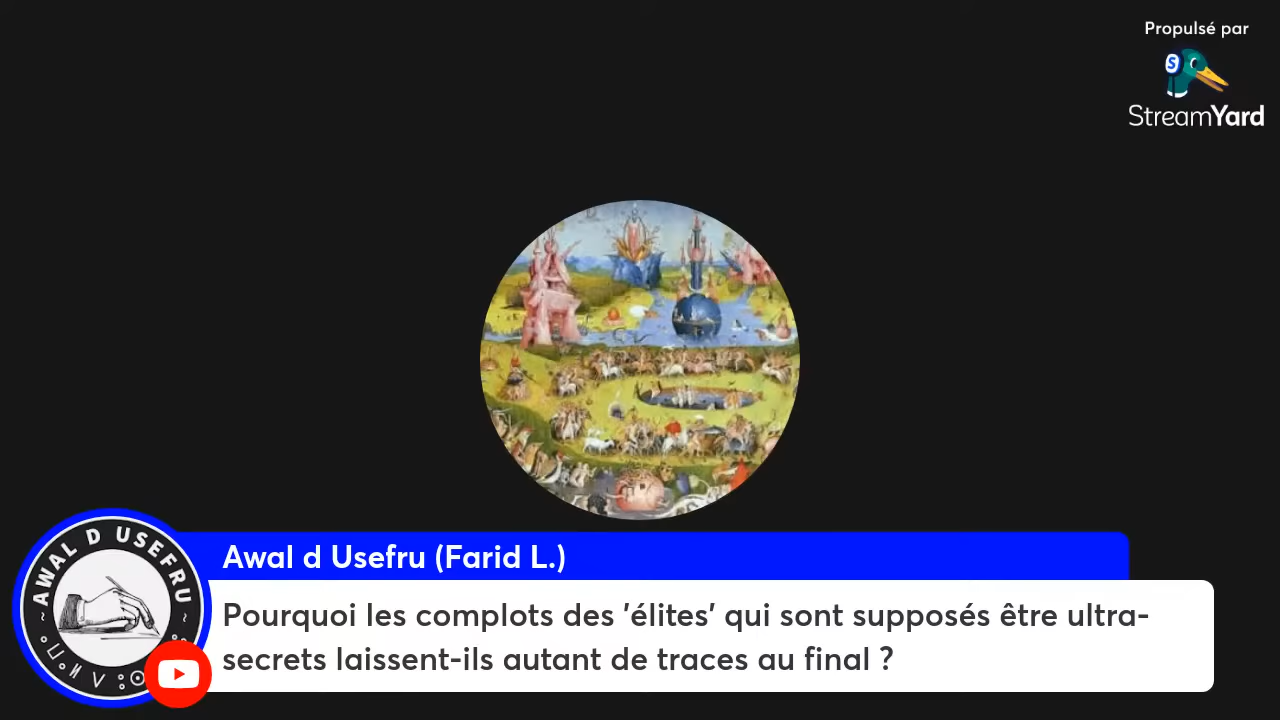 Propulsé par
StreamYard
Awal d Usefru (Farid L.)
Pourquoi les complots des 'élites' qui sont supposés être ultra-
secrets laissent-ils autant de traces au final ?
~AWAL D USEFRU~